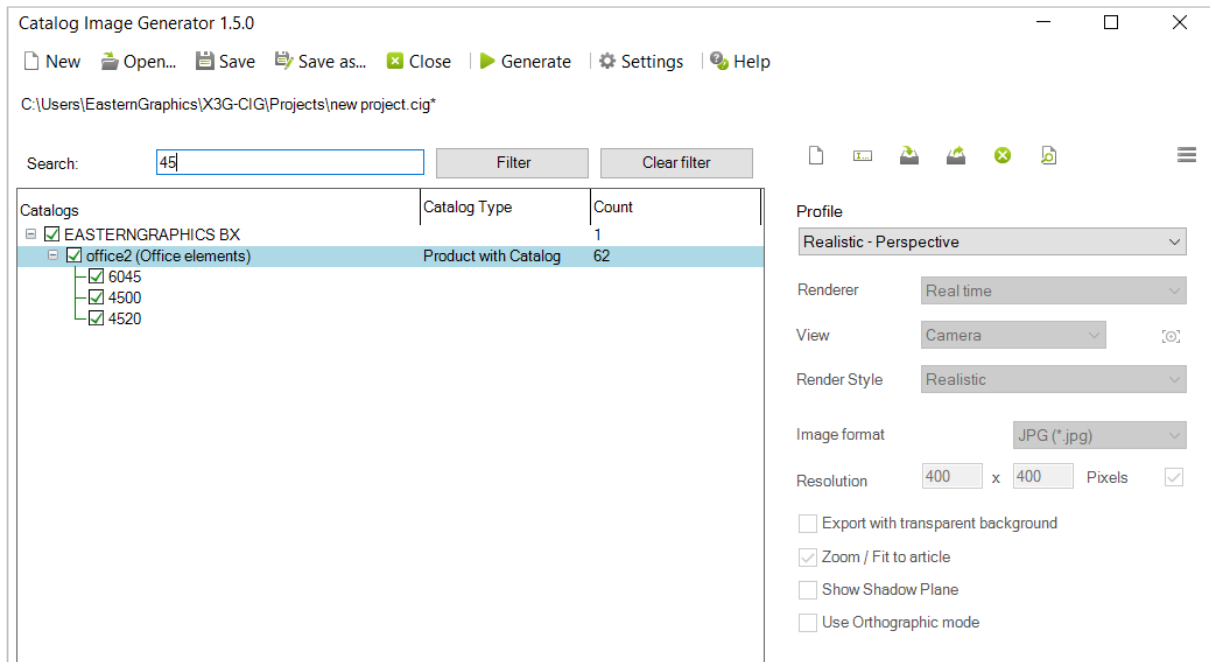 Catalog Image Generator 1.5.0
New Open... Save Save as... Close Generate Settings Help
C:\Users\EasternGraphics\X3G-CIG\Projects\new project.cig*
Search: 45 Filter Clear filter
Catalogs Catalog Type Count
EASTERNGRAPHICS BX 1
office2 (Office elements) Product with Catalog 62
6045
4500
4520
Profile
Realistic - Perspective
Renderer Real time
View Camera
Render Style Realistic
Image format JPG (*.jpg)
Resolution 400 x 400 Pixels
Export with transparent background
Zoom / Fit to article
Show Shadow Plane
Use Orthographic mode